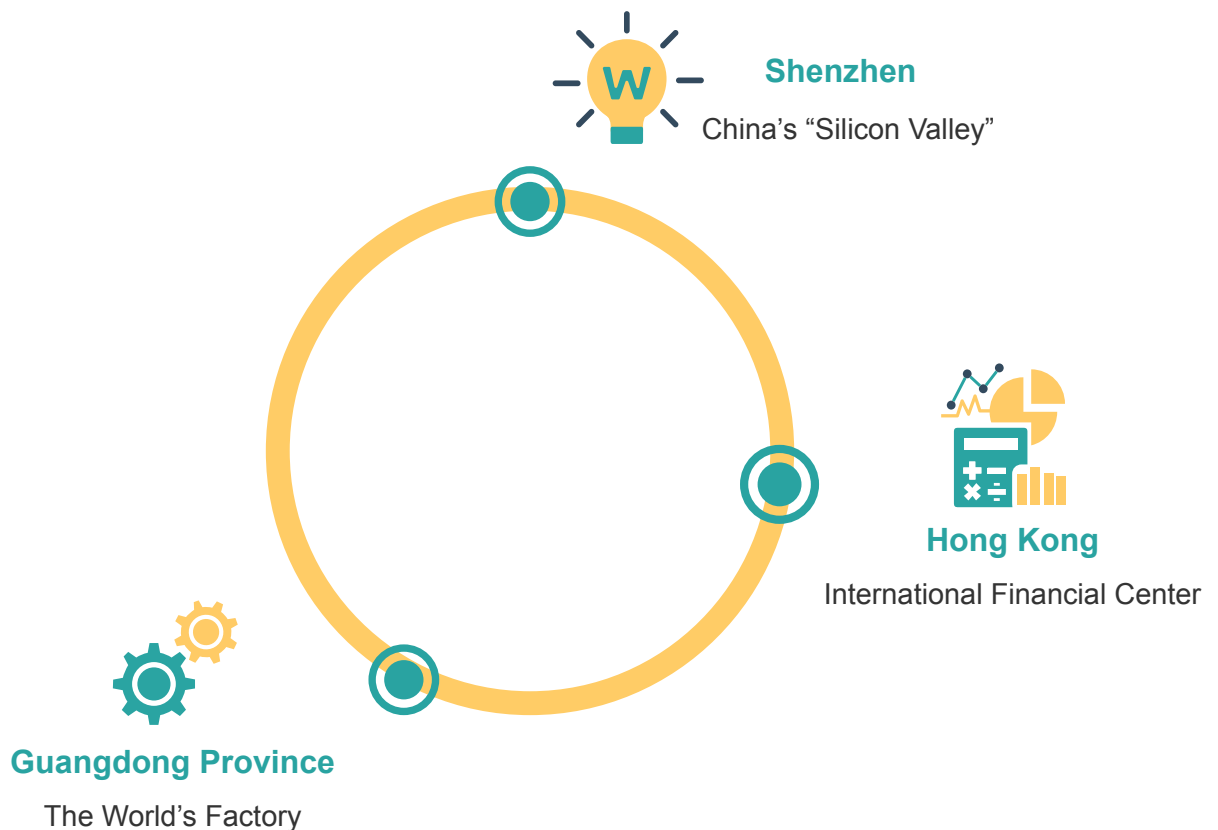 W
Shenzhen
China’s “Silicon Valley”
Hong Kong
International Financial Center
Guangdong Province
The World’s Factory